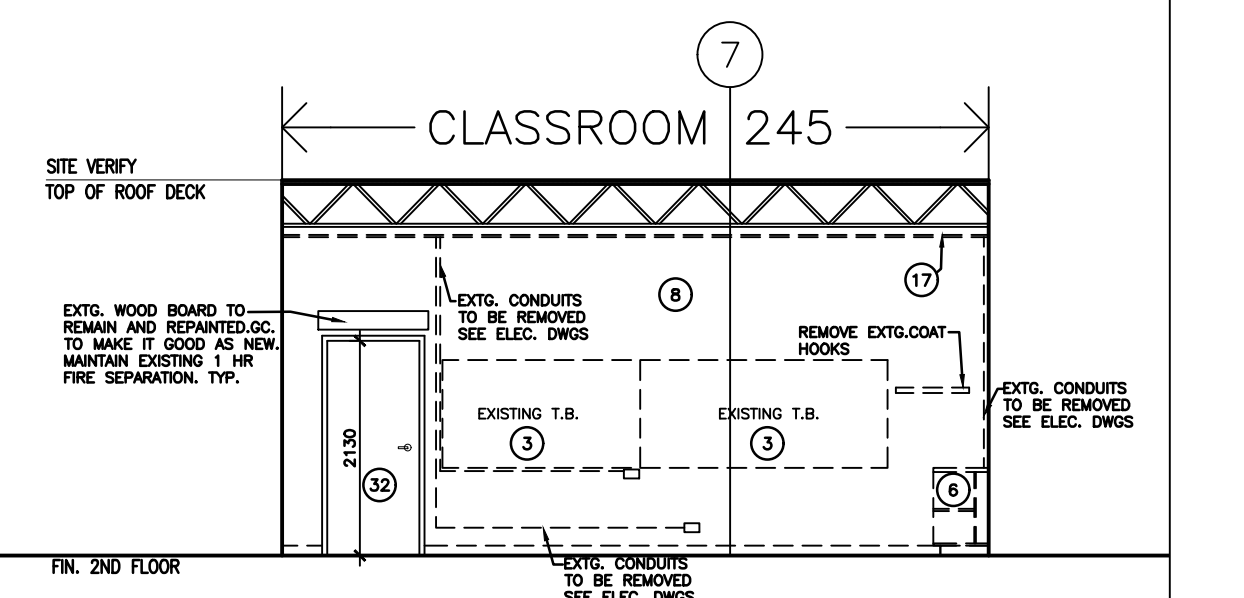 7
CLASSROOM 245
SITE VERIFY
TOP OF ROOF DECK
17
8
EXTG. CONDUITS
TO BE REMOVED
SEE ELEC. DWGS
EXTG. WOOD BOARD TO
REMAIN AND REPAINTED.GC.
TO MAKE IT GOOD AS NEW.
MAINTAIN EXISTING 1 HR
FIRE SEPARATION. TYP.
REMOVE EXTG.COAT
HOOKS
EXTG. CONDUITS
TO BE REMOVED
SEE ELEC. DWGS
EXISTING T.B.
3
EXISTING T.B.
3
2130
32
6
FIN. 2ND FLOOR
EXTG. CONDUITS
TO BE REMOVED
SEE ELEC. DWGS